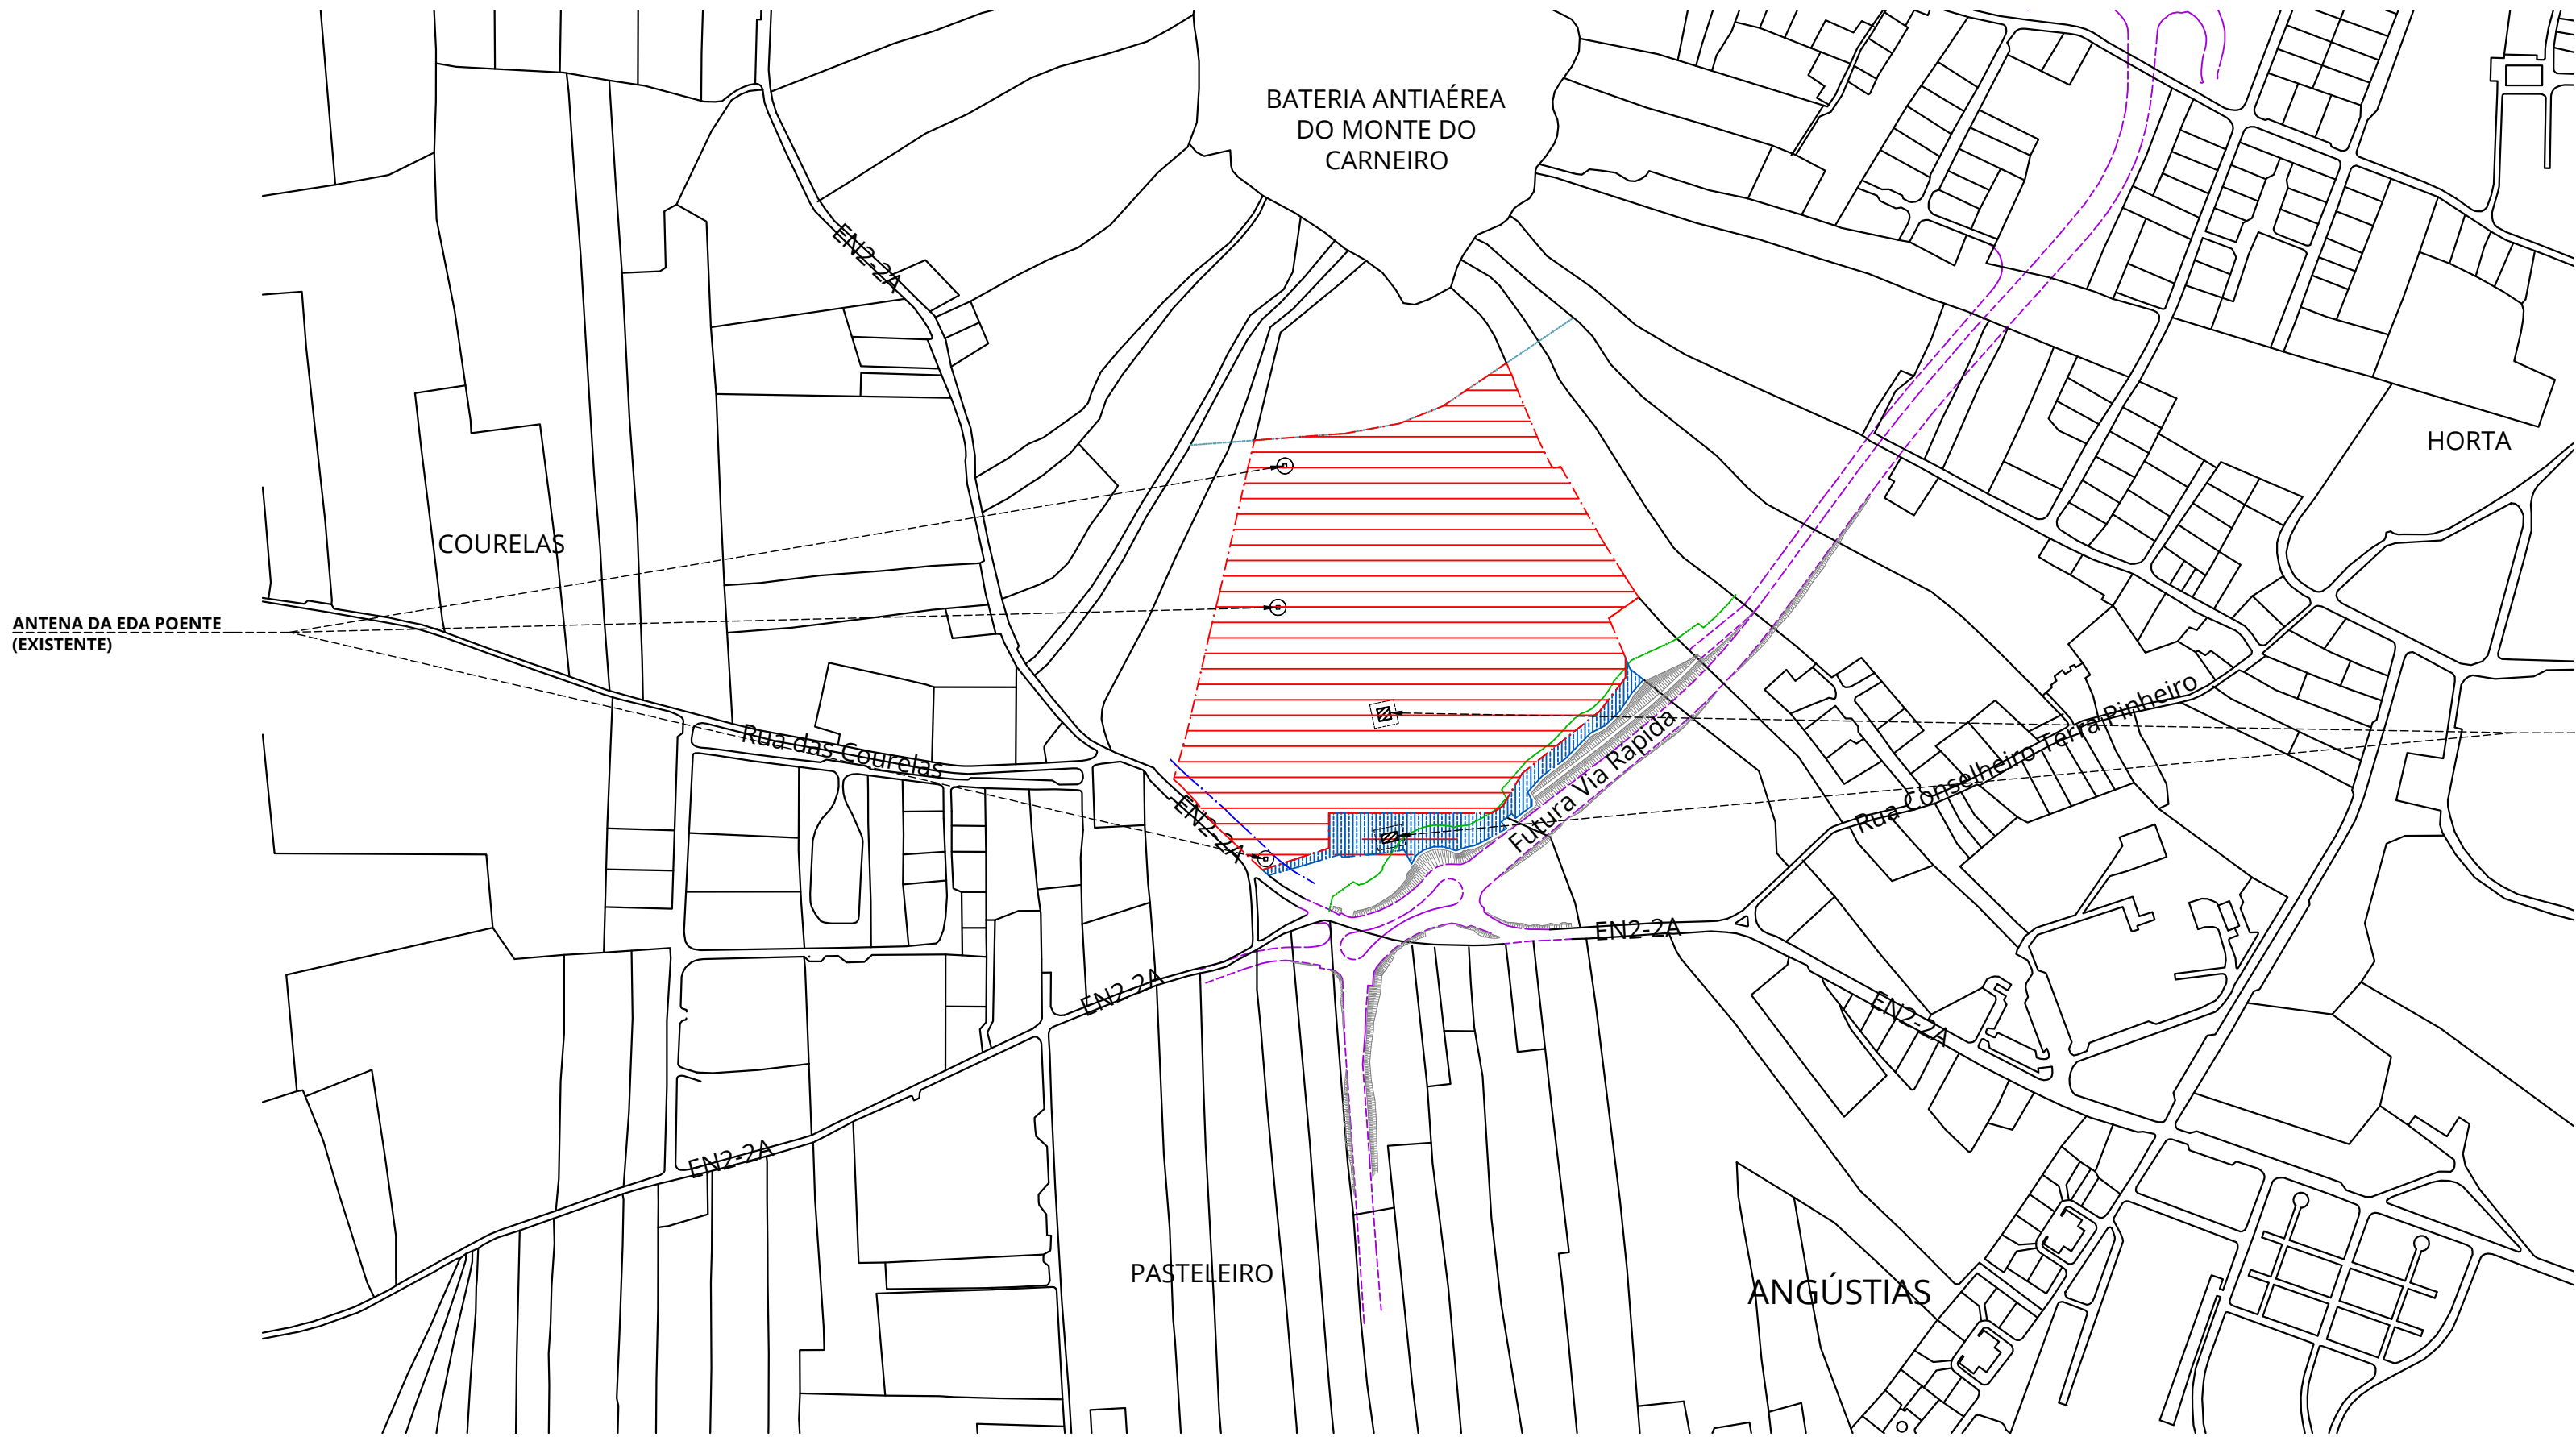 BATERIA ANTIAÉREA
DO MONTE DO
CARNEIRO
EN2-2A
HORTA
COURELAS
ANTENA DA EDA POENTE
(EXISTENTE)
Rua das Courelas
EN2-2A
Futura Via Rápida
Rua Conselheiro Terra Pinheiro
EN2-2A
EN2-2A
EN2-2A
EN2-2A
PASTELEIRO
ANGÚSTIAS